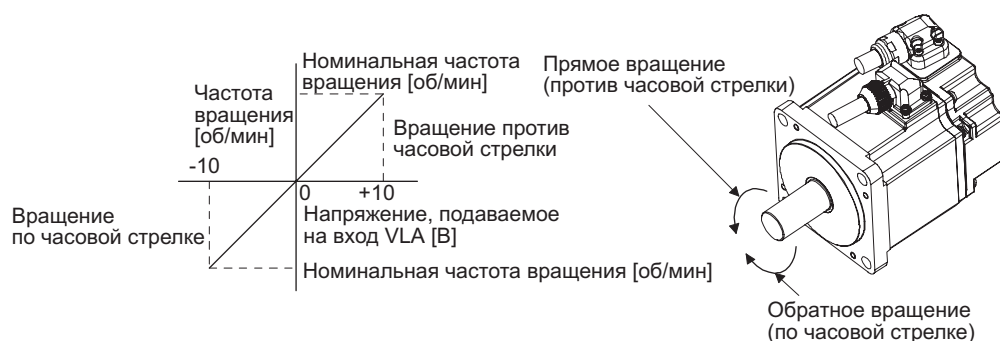 Номинальная частота
вращения [об/мин]
Частота
вращения
[об/мин]
Вращение против
часовой стрелки
-10
0
+10
Вращение
по часовой стрелке
Напряжение, подаваемое
на вход VLA [В]
Номинальная частота вращения [об/мин]
Прямое вращение
(против часовой стрелки)
Обратное вращение
(по часовой стрелке)